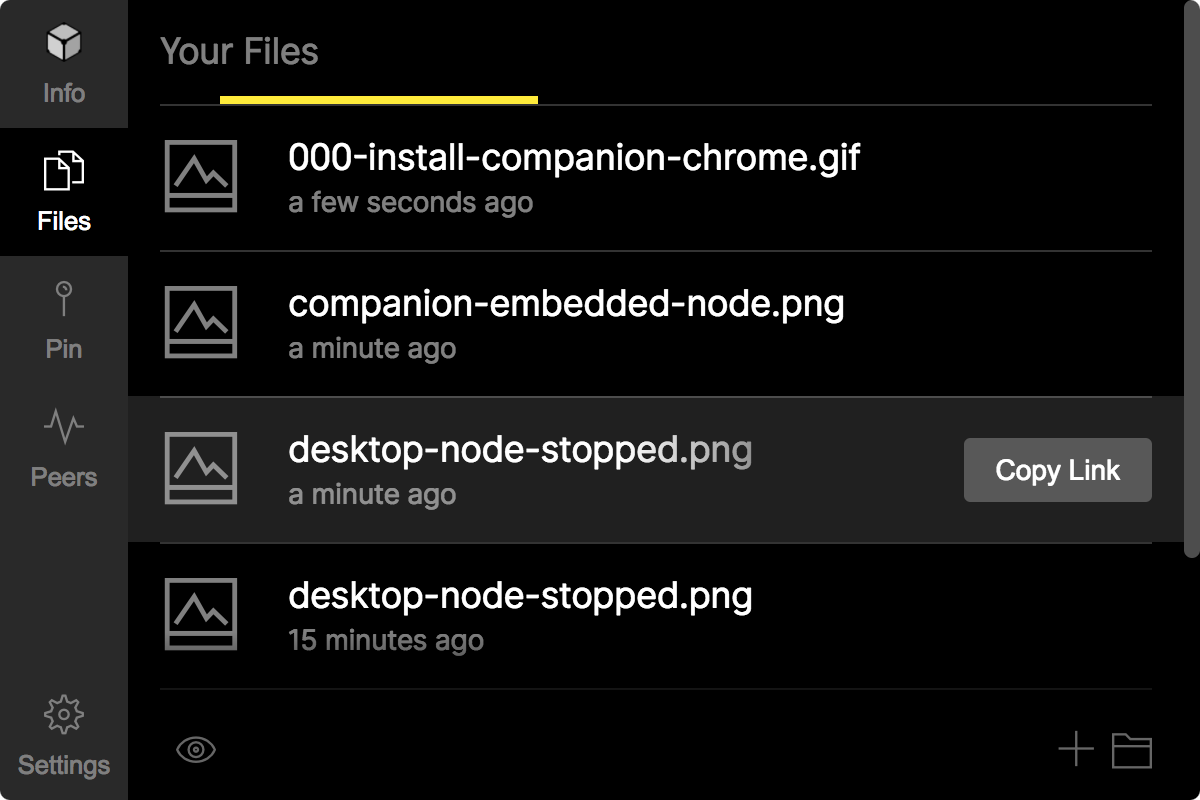 Info
Files
Pin
Peers
Settings
Your Files
000-install-companion-chrome.gif
a few seconds ago
companion-embedded-node.png
a minute ago
desktop-node-stopped.png
a minute ago
Copy Link
desktop-node-stopped.png
15 minutes ago